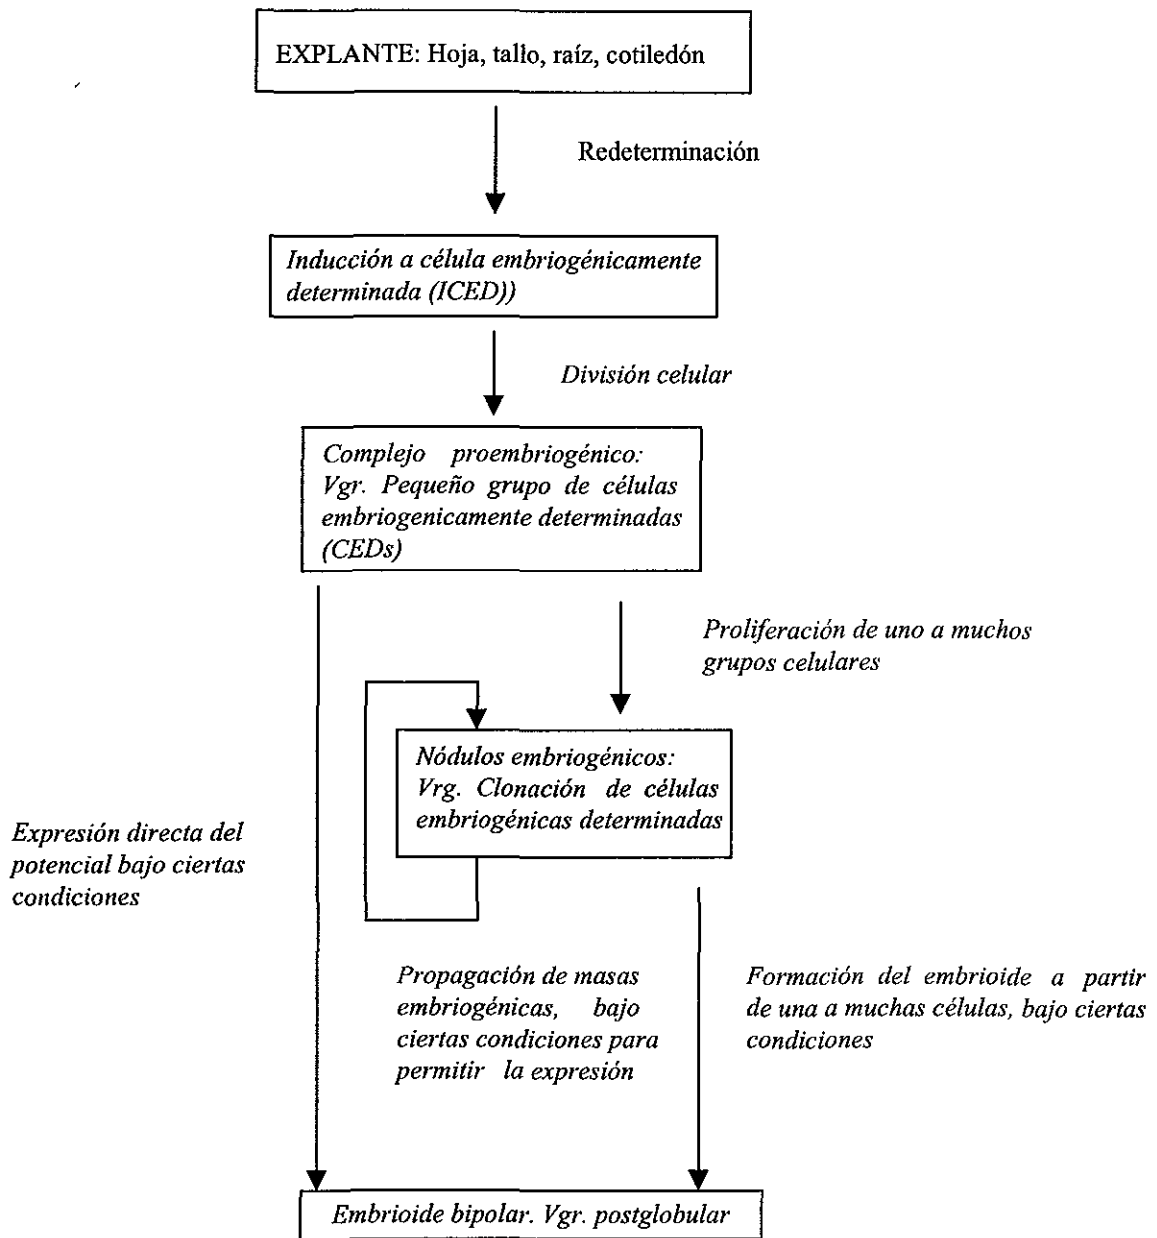 EXPLANTE: Hoja, tallo, raíz, cotiledón
Redeterminación
Inducción a célula embriogénicamente
determinada (ICED))
División celular
Complejo proembriogénico:
Vgr. Pequeño grupo de células
embriogenicamente determinadas
(CEDs)
Proliferación de uno a muchos
grupos celulares
Nódulos embriogénicos:
Vrg. Clonación de células
embriogénicas determinadas
Expresión directa del
potencial bajo ciertas
condiciones
Propagación de masas
embriogénicas, bajo
ciertas condiciones para
permitir la expresión
Formación del embrioide a partir
de una a muchas células, bajo ciertas
condiciones
Embrioide bipolar. Vgr. postglobular